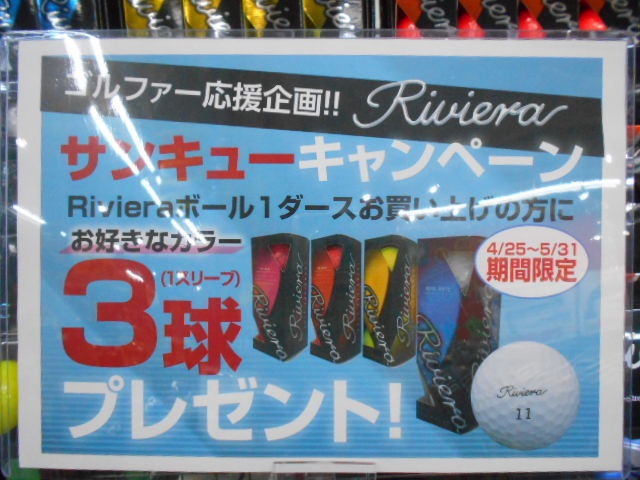 ゴルファー応援企画!! Riviera
サンキューキャンペーン
Rivieraボール1ダースお買い上げの方に
お好きなカラー
(1スリーブ)
3球
プレゼント!
4/25~5/31
期間限定
Riviera
Riviera
Riviera
Riviera
Riviera
11